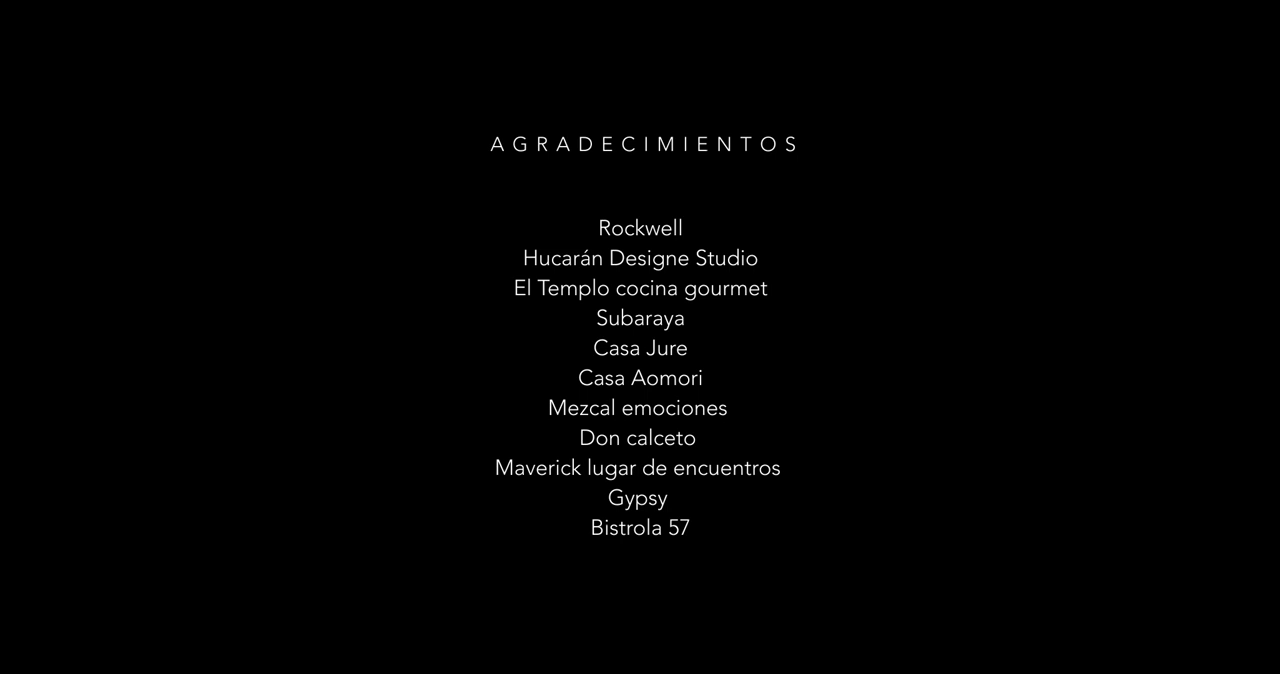 AGRADECIMIENTOS
Rockwell
Hucarán Designe Studio
El Templo cocina gourmet
Subaraya
Casa Jure
Casa Aomori
Mezcal emociones
Don calceto
Maverick lugar de encuentros
Gypsy
Bistrola 57